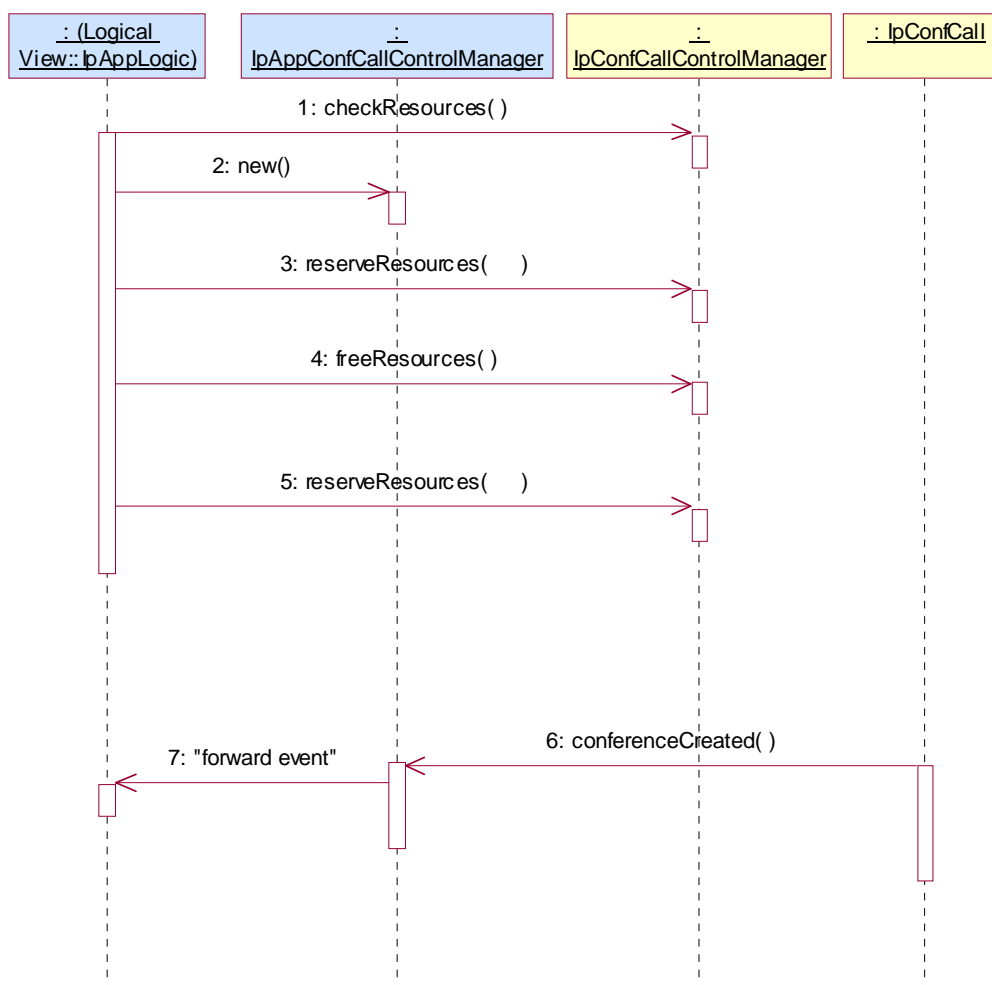 : (Logical
View::IpAppLogic)
:
IpAppConfCallControlManager
:
IpConfCallControlManager
: IpConfCall
1: checkResources( )
2: new()
3: reserveResources( )
4: freeResources( )
5: reserveResources( )
6: conferenceCreated( )
7: "forward event"